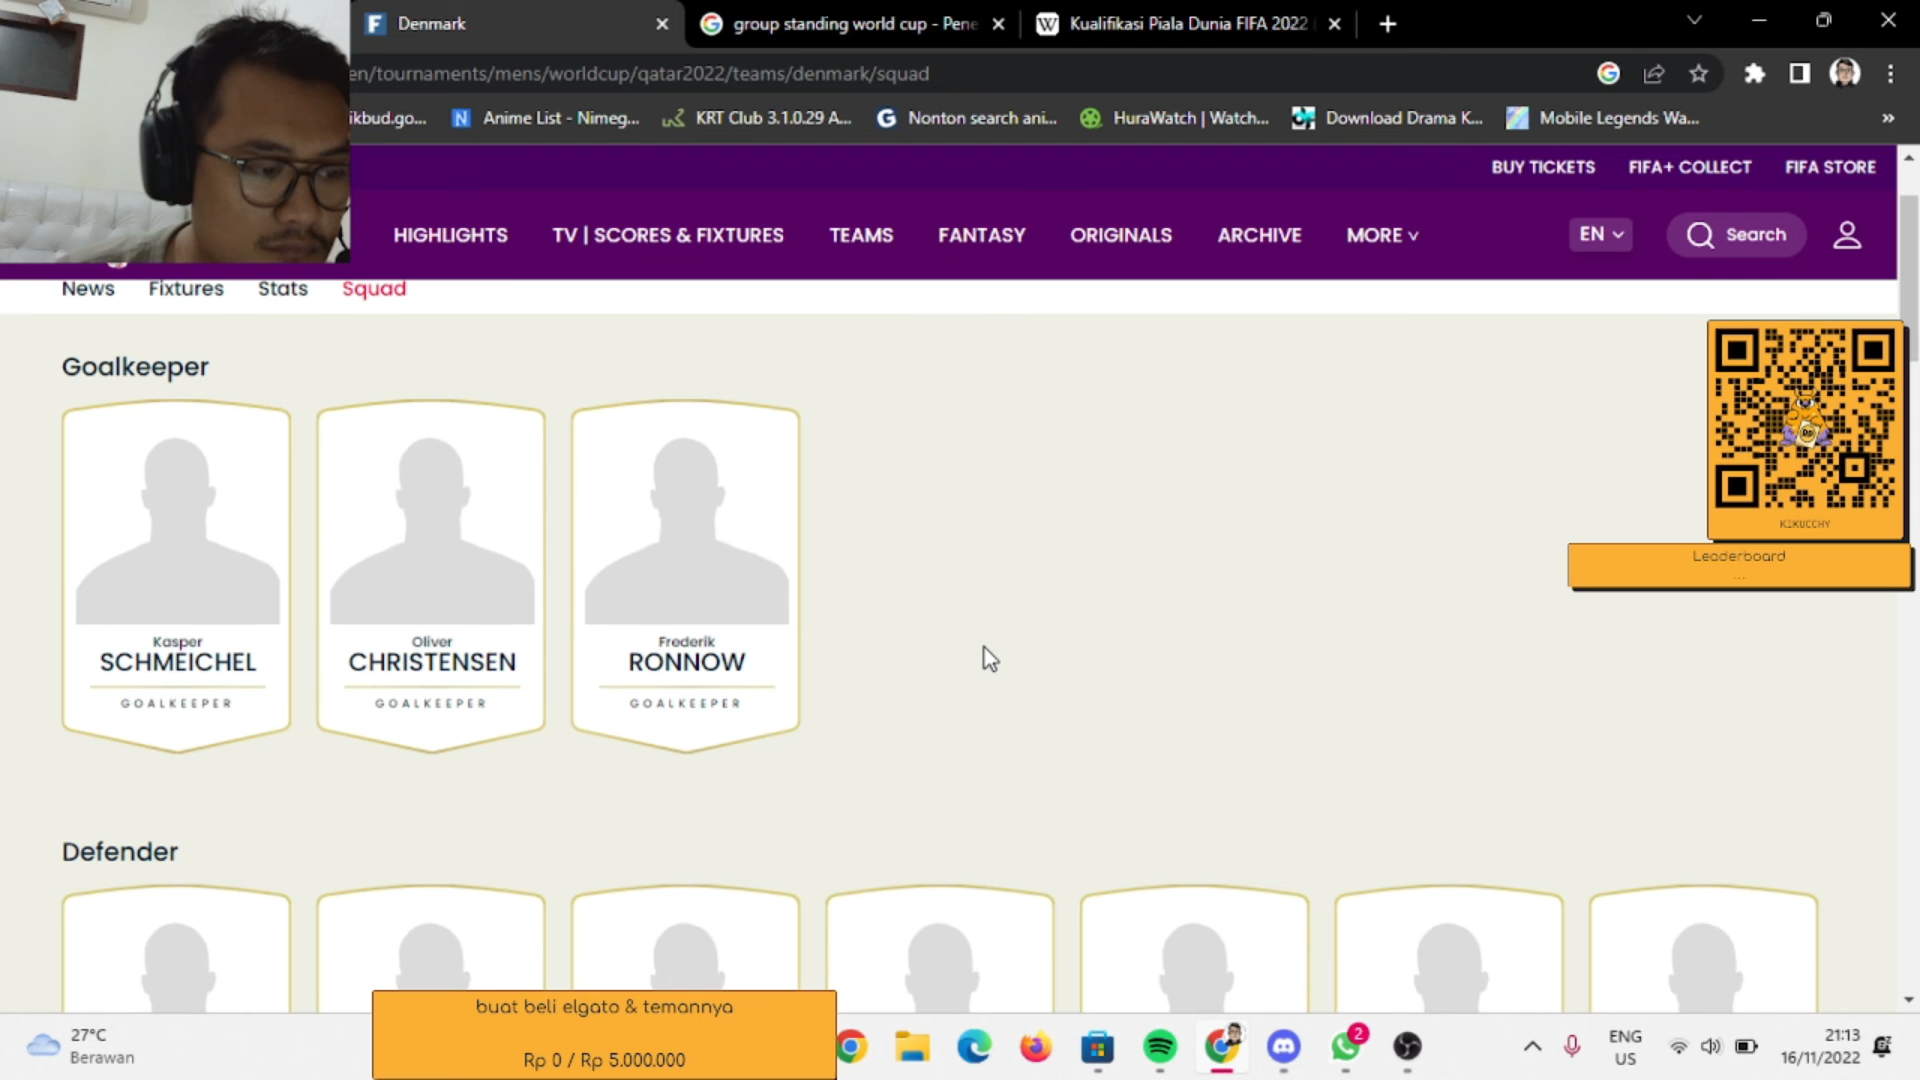 Denmark
group standing world cup - Pene
Kualifikasi Piala Dunia FIFA 2022
en/tournaments/mens/worldcup/qatar2022/teams/denmark/squad
ikbud.go...
Anime List - Nimeg...
KRT Club 3.1.0.29 A...
Nonton search ani...
HuraWatch | Watch...
Download Drama K...
Mobile Legends Wa...
BUY TICKETS
FIFA+ COLLECT
FIFA STORE
HIGHLIGHTS
TV | SCORES & FIXTURES
TEAMS
FANTASY
ORIGINALS
ARCHIVE
MORE
EN
Search
News
Fixtures
Stats
Squad
Goalkeeper
Kasper
SCHMEICHEL
GOALKEEPER
Oliver
CHRISTENSEN
GOALKEEPER
Frederik
RONNOW
GOALKEEPER
KIKUCCHY
Leaderboard
...
Defender
buat beli elgato & temannya
Rp 0 / Rp 5.000.000
27°C
Berawan
2
ENG
US
21:13
16/11/2022